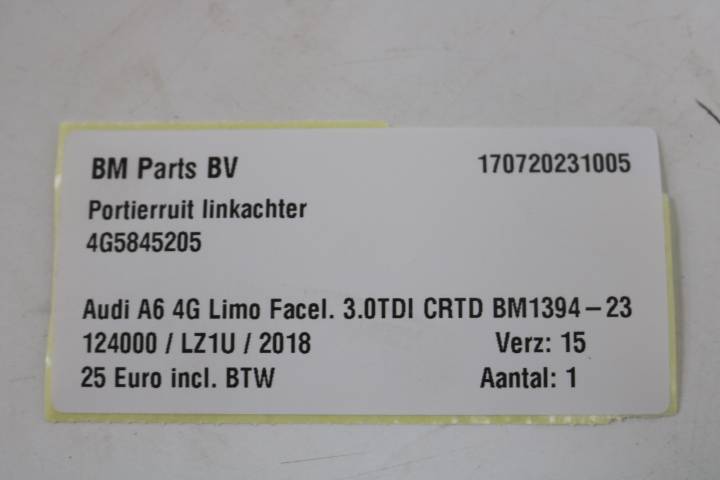 BM Parts BV 170720231005
Portierruit linkachter
4G5845205
Audi A6 4G Limo Facel. 3.0TDI CRTD BM1394-23
124000 / LZ1U / 2018 Verz: 15
25 Euro incl. BTW Aantal: 1